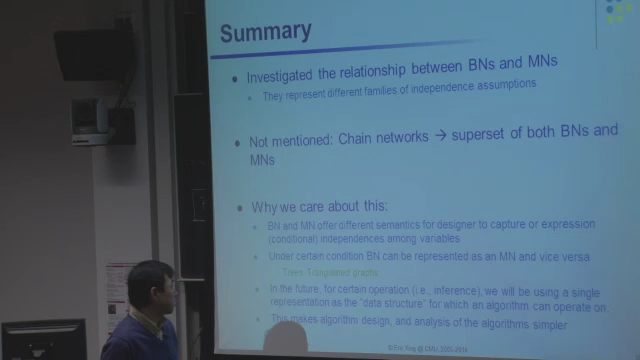 Summary
Investigated the relationship between BNs and MNs
They represent different families of independence assumptions
Not mentioned: Chain networks → superset of both BNs and
MNs
Why we care about this:
BN and MN offer different semantics for designer to capture or expression
(conditional) independences among variables
Under certain condition BN can be represented as an MN and vice versa
In the future, for certain operation (i.e., inference), we will be using a single
representation as the "data structure" for which an algorithm can operate on.
This makes algorithm design, and analysis of the algorithms simpler